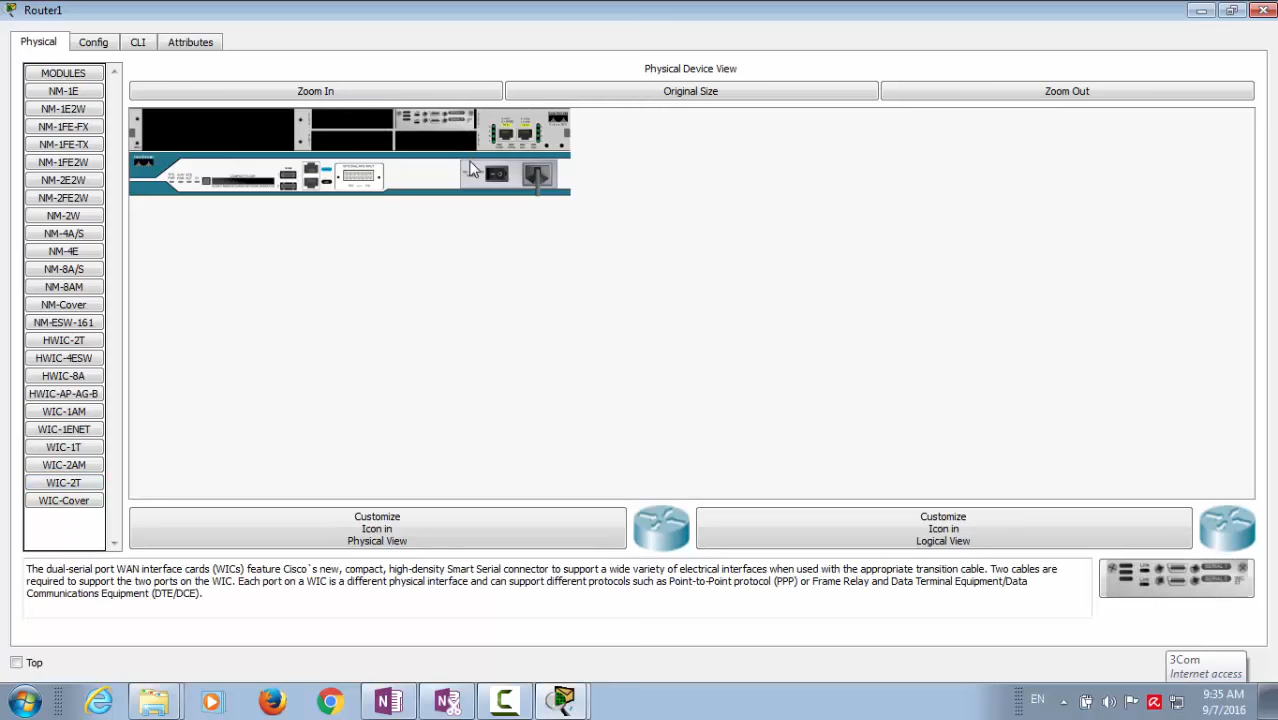 Router1
Physical
Config
CLI
Attributes
MODULES
NM-1E
NM-1E2W
NM-1FE-FX
NM-1FE-TX
NM-1FE2W
NM-2E2W
NM-2FE2W
NM-2W
NM-4A/S
NM-4E
NM-8A/S
NM-8AM
NM-Cover
NM-ESW-161
HWIC-2T
HWIC-4ESW
HWIC-8A
HWIC-AP-AG-B
WIC-1AM
WIC-1ENET
WIC-1T
WIC-2AM
WIC-2T
WIC-Cover
Physical Device View
Zoom In
Original Size
Zoom Out
Customize
Icon in
Physical View
Customize
Icon in
Logical View
The dual-serial port WAN interface cards (WICs) feature Cisco`s new, compact, high-density Smart Serial connector to support a wide variety of electrical interfaces when used with the appropriate transition cable. Two cables are
required to support the two ports on the WIC. Each port on a WIC is a different physical interface and can support different protocols such as Point-to-Point protocol (PPP) or Frame Relay and Data Terminal Equipment/Data
Communications Equipment (DTE/DCE).
Top
3Com
Internet access
EN
9:35 AM
9/7/2016